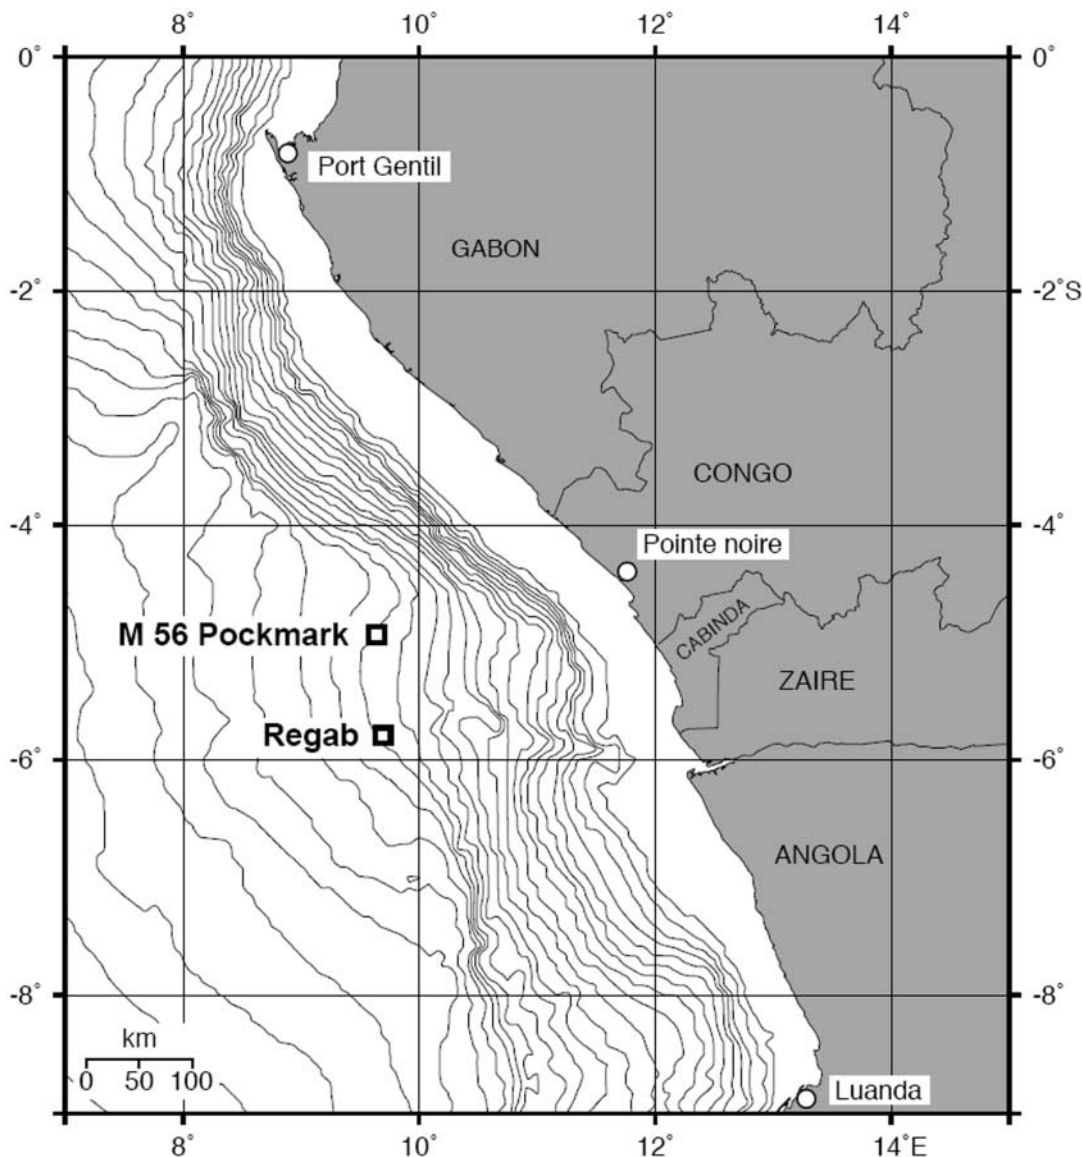 8° 10° 12° 14°
0° 0°
Port Gentil
GABON
-2° -2°S
CONGO
-4° -4°
Pointe noire
CABINDA
M 56 Pockmark
ZAIRE
Regab
-6° -6°
ANGOLA
-8° -8°
km
0 50 100
Luanda
8° 10° 12° 14°E